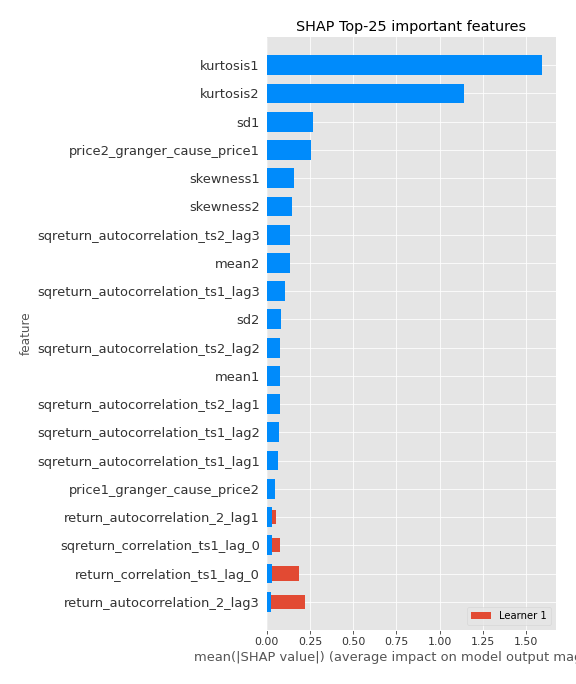 SHAP Top-25 important features
kurtosis1
kurtosis2
sd1
price2_granger_cause_price1
skewness1
skewness2
sqreturn_autocorrelation_ts2_lag3
mean2
sqreturn_autocorrelation_ts1_lag3
sd2
sqreturn_autocorrelation_ts2_lag2
mean1
sqreturn_autocorrelation_ts2_lag1
sqreturn_autocorrelation_ts1_lag2
sqreturn_autocorrelation_ts1_lag1
price1_granger_cause_price2
return_autocorrelation_2_lag1
sqreturn_correlation_ts1_lag_0
return_correlation_ts1_lag_0
return_autocorrelation_2_lag3
feature
Learner 1
0.00 0.25 0.50 0.75 1.00 1.25 1.50
mean(|SHAP value|) (average impact on model output mag